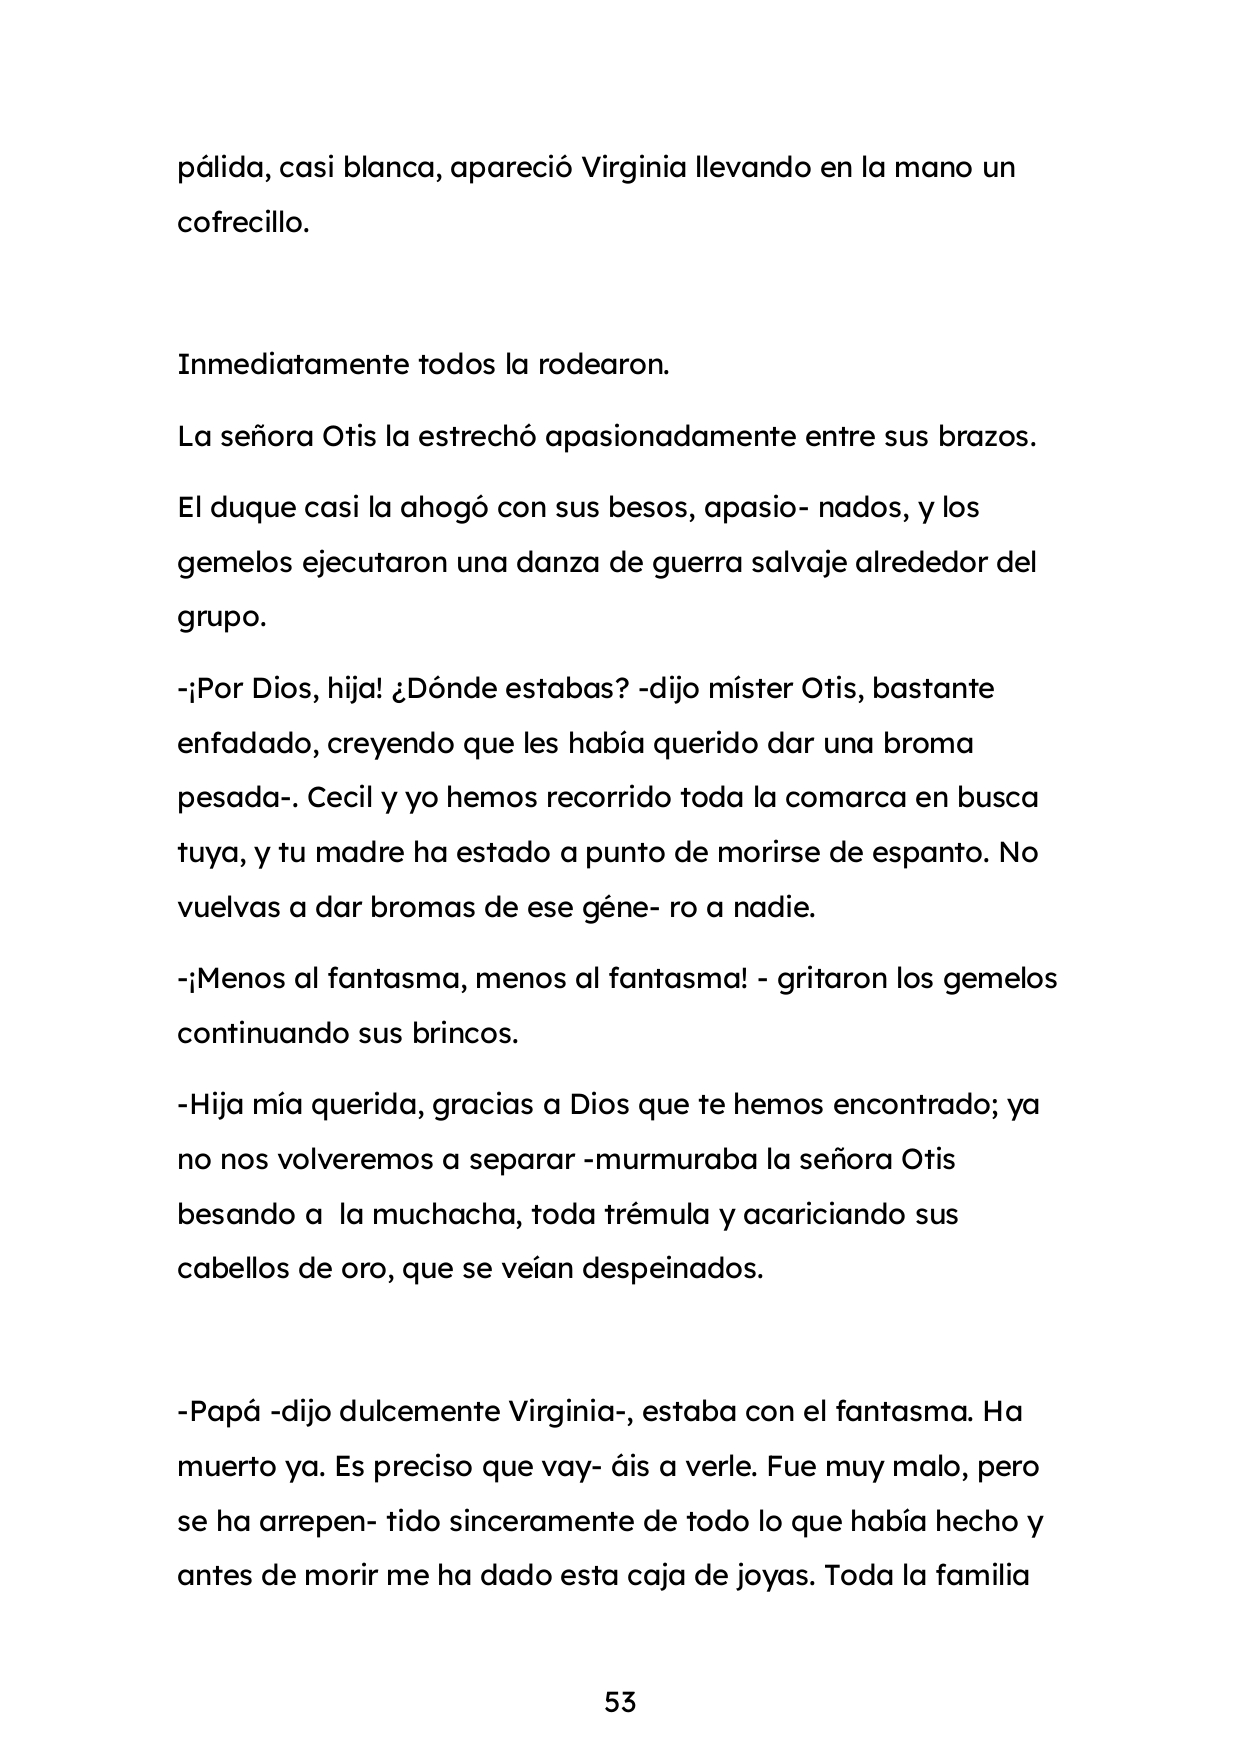 pálida, casi blanca, apareció Virginia llevando en la mano un
cofrecillo.
Inmediatamente todos la rodearon.
La señora Otis la estrechó apasionadamente entre sus brazos.
El duque casi la ahogó con sus besos, apasio- nados, y los
gemelos ejecutaron una danza de guerra salvaje alrededor del
grupo.
-¡Por Dios, hija! ¿Dónde estabas? -dijo míster Otis, bastante
enfadado, creyendo que les había querido dar una broma
pesada-. Cecil y yo hemos recorrido toda la comarca en busca
tuya, y tu madre ha estado a punto de morirse de espanto. No
vuelvas a dar bromas de ese géne- ro a nadie.
-¡Menos al fantasma, menos al fantasma! - gritaron los gemelos
continuando sus brincos.
-Hija mía querida, gracias a Dios que te hemos encontrado; ya
no nos volveremos a separar -murmuraba la señora Otis
besando a  la muchacha, toda trémula y acariciando sus
cabellos de oro, que se veían despeinados.
-Papá -dijo dulcemente Virginia-, estaba con el fantasma. Ha
muerto ya. Es preciso que vay- áis a verle. Fue muy malo, pero
se ha arrepen- tido sinceramente de todo lo que había hecho y
antes de morir me ha dado esta caja de joyas. Toda la familia
53